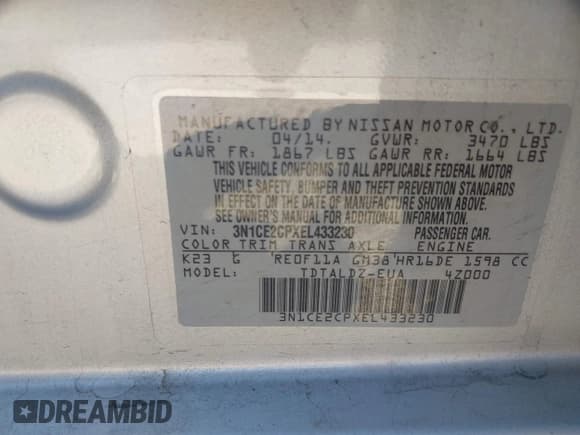 MANUFACTURED BY NISSAN MOTOR CO., LTD.
DATE: 04/14. GVWR: 3470 LBS
GAWR FR: 1867 LBS GAWR RR: 1664 LBS
THIS VEHICLE CONFORMS TO ALL APPLICABLE FEDERAL MOTOR
VEHICLE SAFETY, BUMPER AND THEFT PREVENTION STANDARDS
IN EFFECT ON THE DATE OF MANUFACTURE SHOWN ABOVE.
SEE OWNER'S MANUAL FOR ADDITIONAL INFORMATION.
VIN: 3N1CE2CPXEL433230 PASSENGER CAR.
COLOR TRIM TRANS AXLE ENGINE
K23 G RE0F11A GM38 HR16DE 1598 CC
MODEL: TDTALDZ-EUA 4Z000
3N1CE2CPXEL433230
DREAMBID